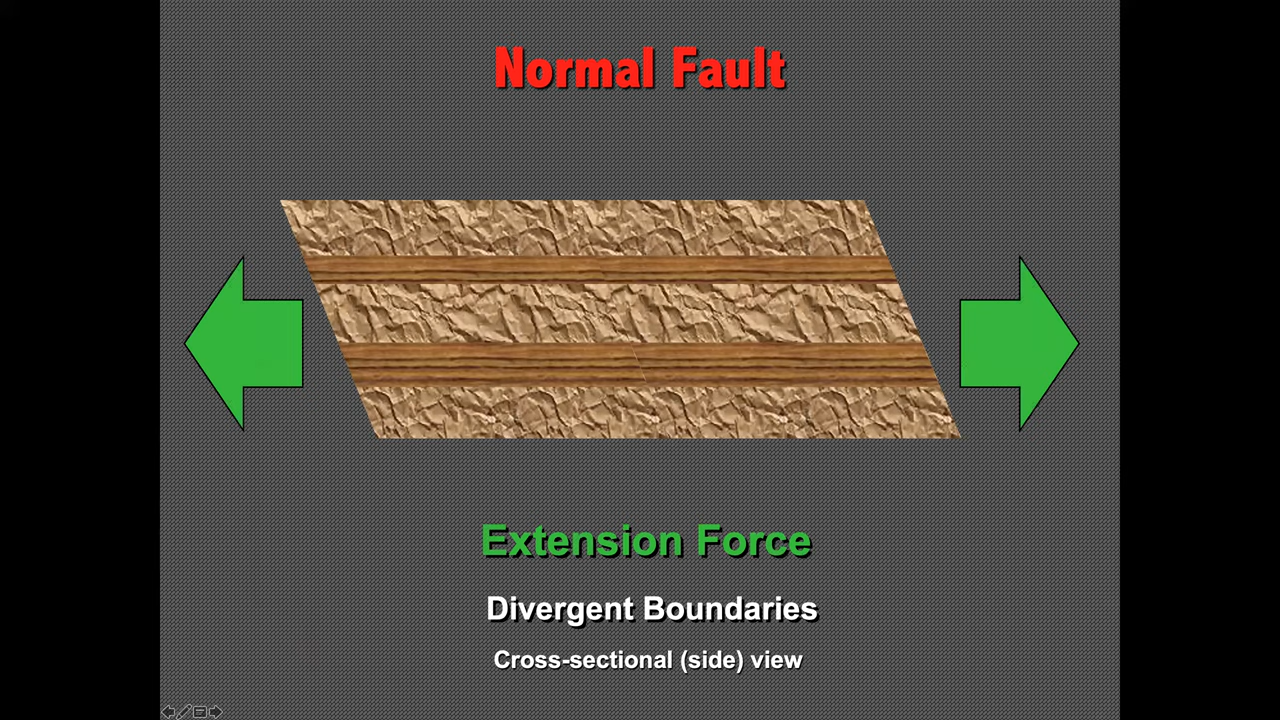 Normal Fault
Extension Force
Divergent Boundaries
Cross-sectional (side) view